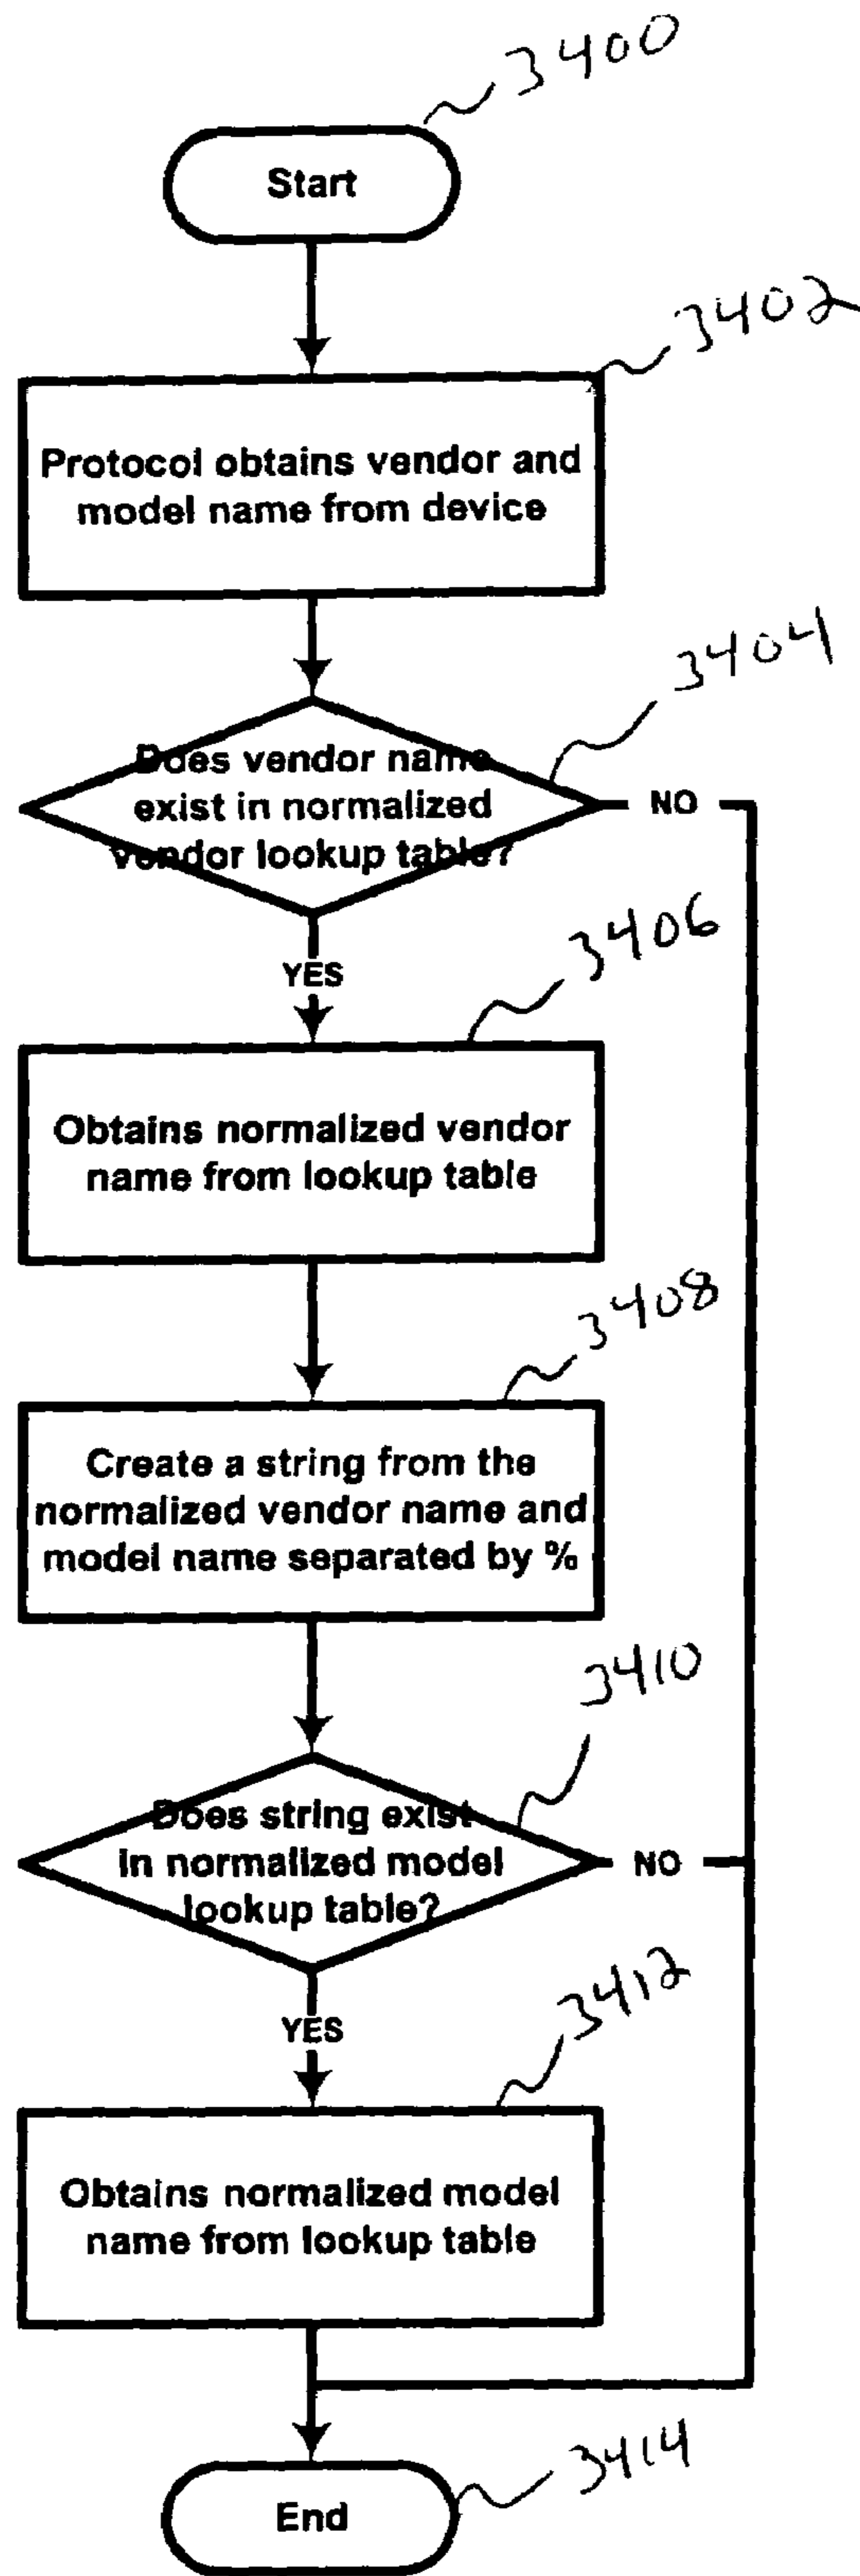 3400
Start
3402
Protocol obtains vendor and
model name from device
3404
Does vendor name
exist in normalized
vendor lookup table?
NO
YES
3406
Obtains normalized vendor
name from lookup table
3408
Create a string from the
normalized vendor name and
model name separated by %
3410
Does string exist
in normalized model
lookup table?
NO
YES
3412
Obtains normalized model
name from lookup table
3414
End